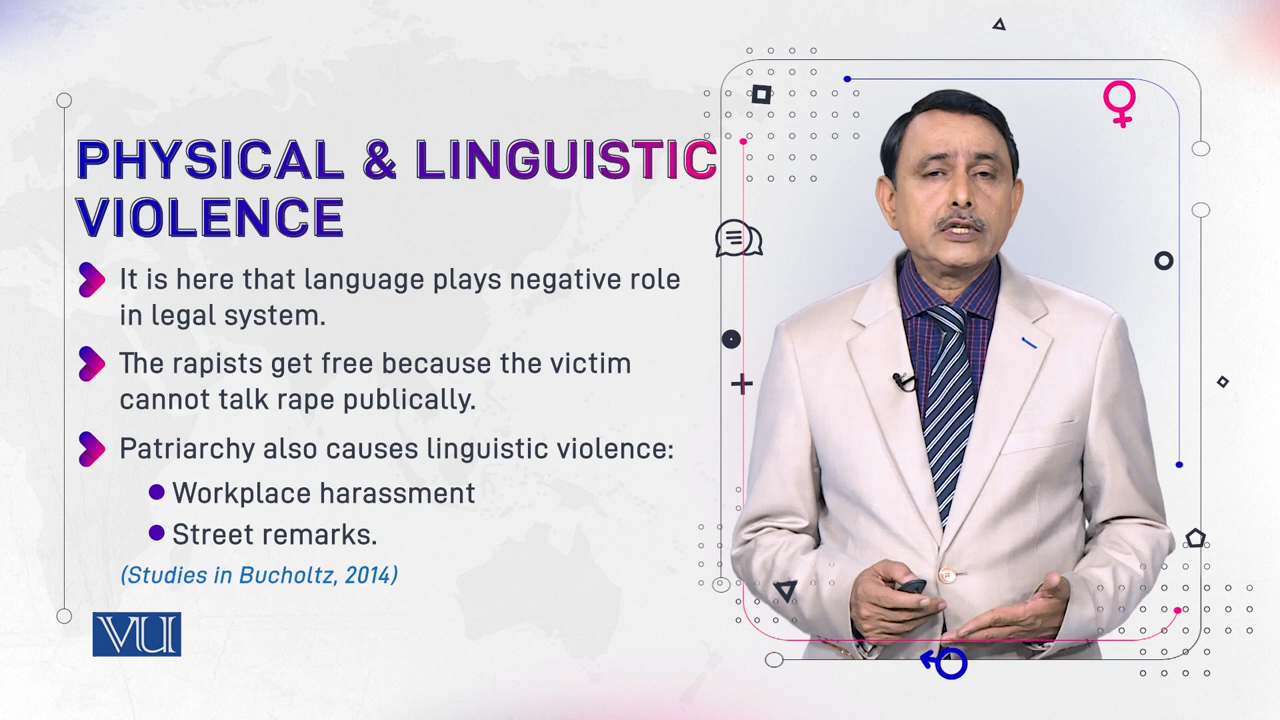 PHYSICAL & LINGUISTIC
VIOLENCE
It is here that language plays negative role
in legal system.
The rapists get free because the victim
cannot talk rape publically.
Patriarchy also causes linguistic violence:
Workplace harassment
Street remarks.
(Studies in Bucholtz, 2014)
VU